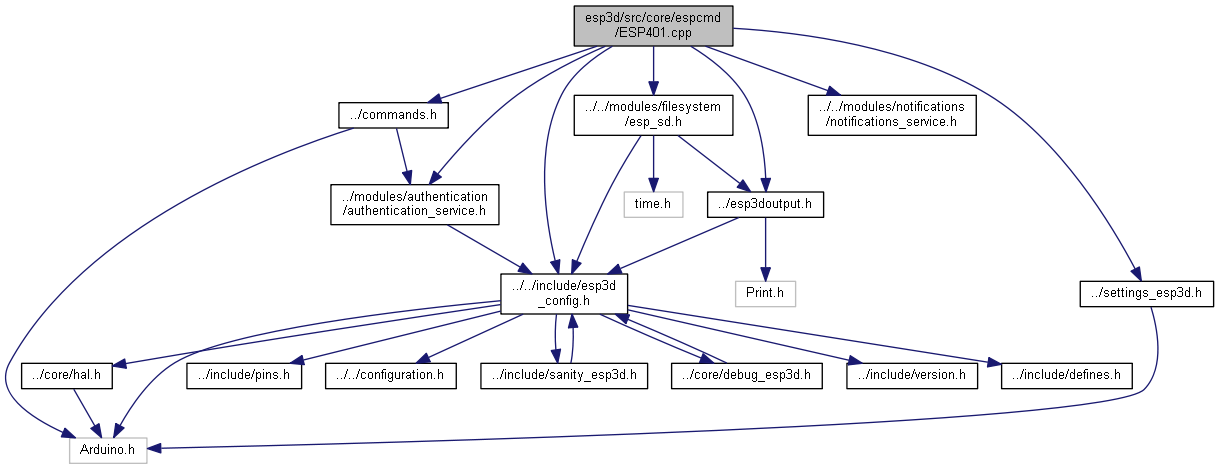 esp3d/src/core/espcmd
/ESP401.cpp
../commands.h
../../modules/filesystem
/esp_sd.h
../../modules/notifications
/notifications_service.h
../modules/authentication
/authentication_service.h
time.h
../esp3doutput.h
../../include/esp3d
_config.h
Print.h
../settings_esp3d.h
../core/hal.h
../include/pins.h
../../configuration.h
../include/sanity_esp3d.h
../core/debug_esp3d.h
../include/version.h
../include/defines.h
Arduino.h